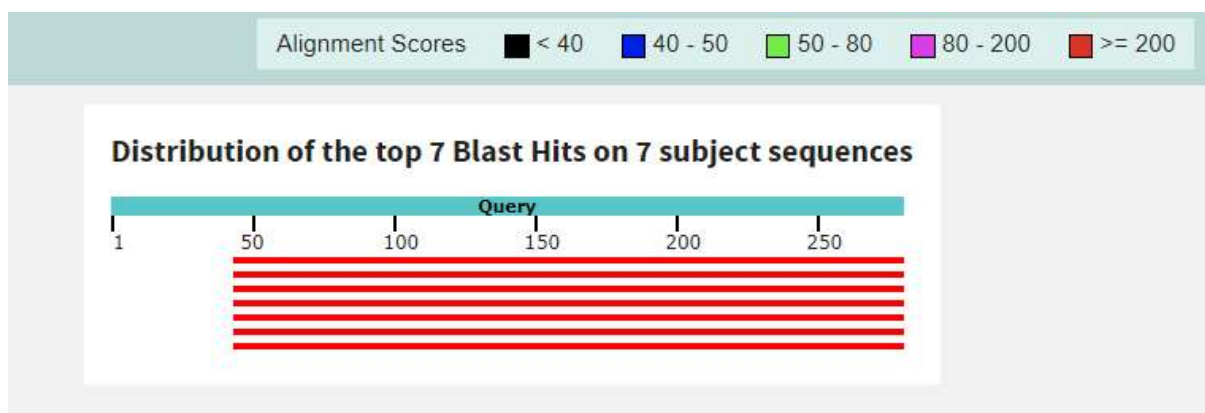 Alignment Scores < 40 40 - 50 50 - 80 80 - 200 >= 200
Distribution of the top 7 Blast Hits on 7 subject sequences
Query
1 50 100 150 200 250